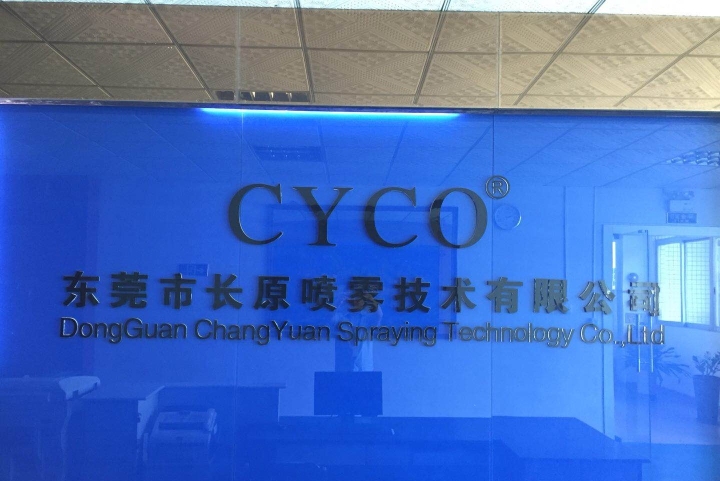 CYCO®
东莞市长原喷雾技术有限公司
DongGuan ChangYuan Spraying Technology Co.,Ltd